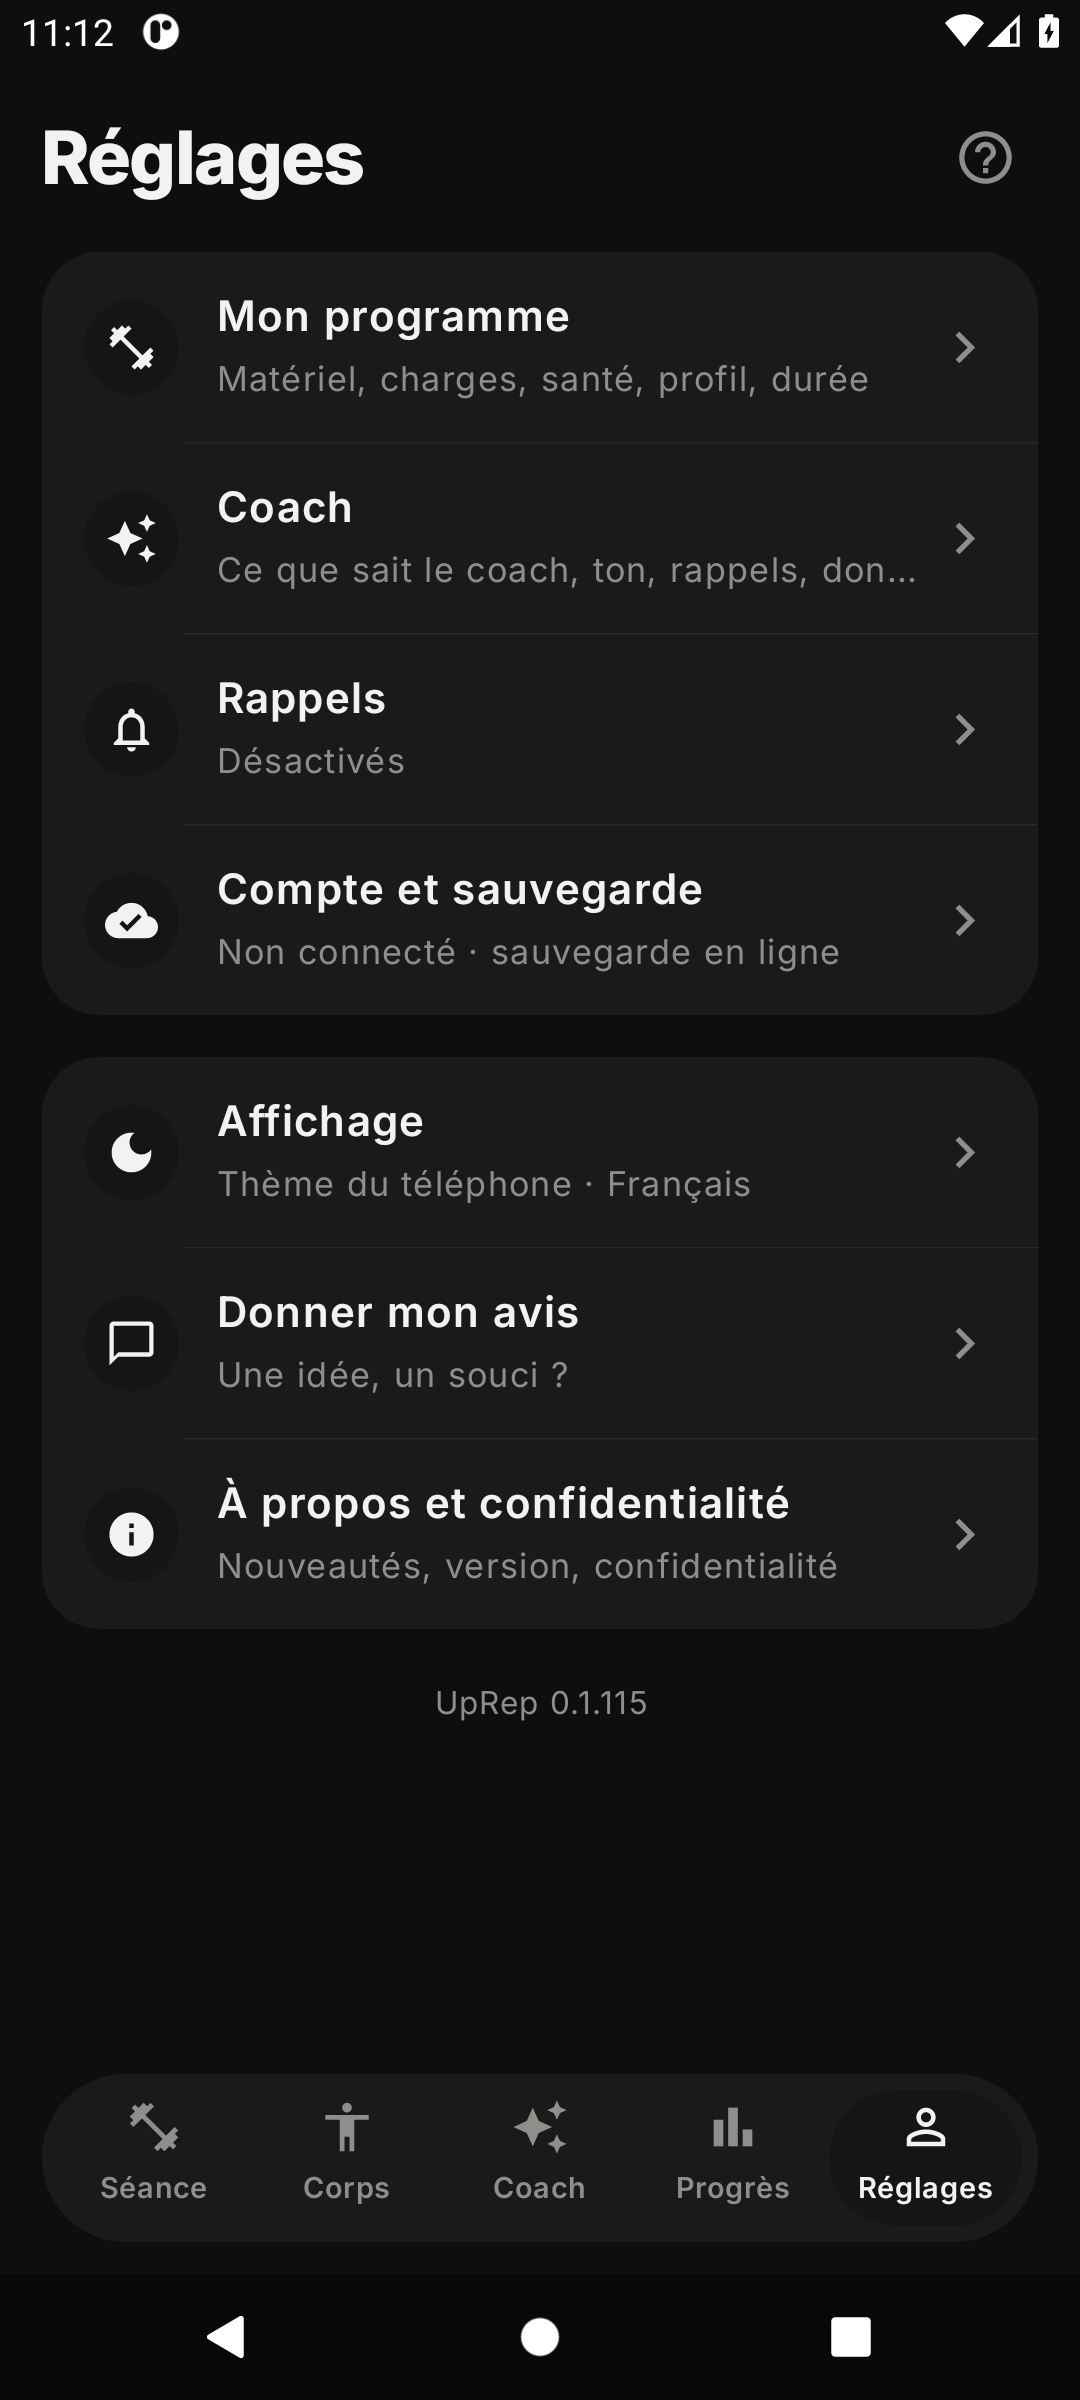 11:12
Réglages
Mon programme
Matériel, charges, santé, profil, durée
Coach
Ce que sait le coach, ton, rappels, don...
Rappels
Désactivés
Compte et sauvegarde
Non connecté · sauvegarde en ligne
Affichage
Thème du téléphone · Français
Donner mon avis
Une idée, un souci ?
À propos et confidentialité
Nouveautés, version, confidentialité
UpRep 0.1.115
Séance Corps Coach Progrès Réglages